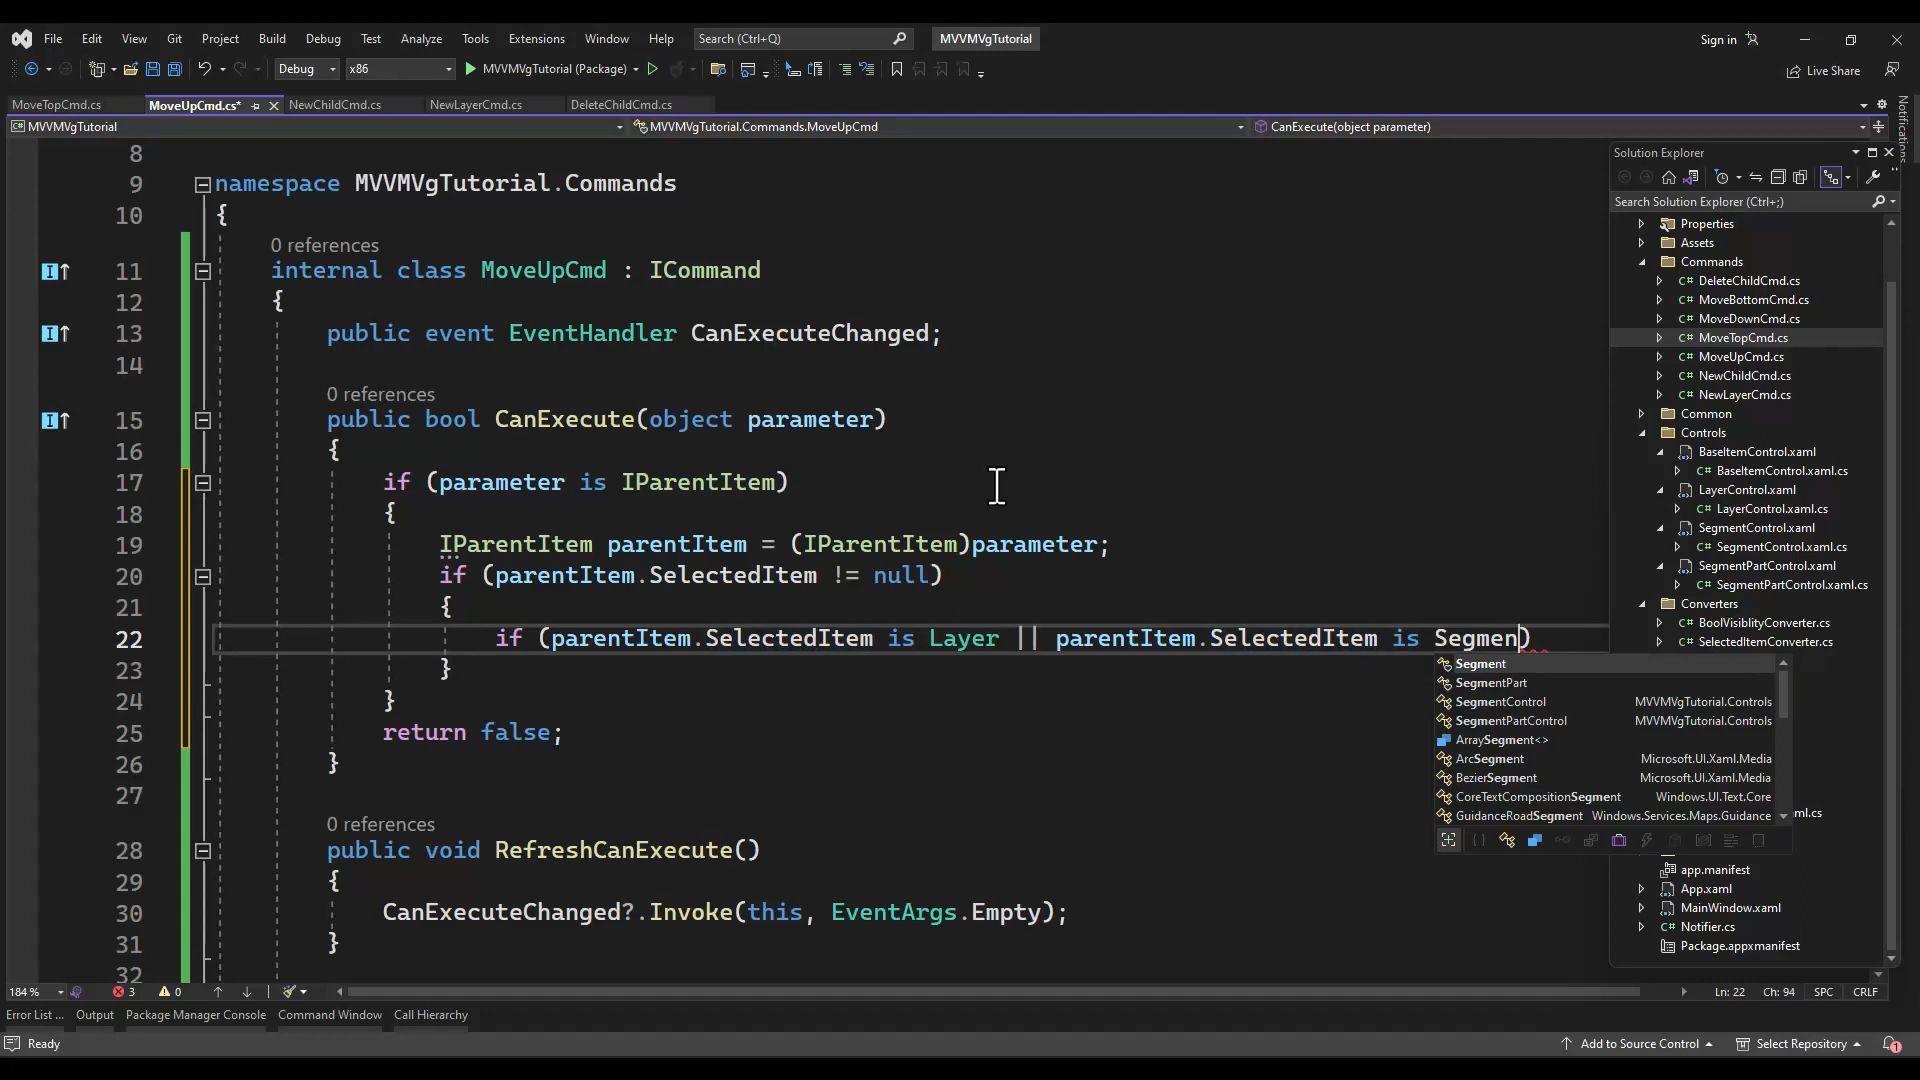 File Edit View Git Project Build Debug Test Analyze Tools Extensions Window Help Search (Ctrl+Q) MVVMVgTutorial Sign in
Debug x86 MVVMVgTutorial (Package) Live Share
MoveTopCmd.cs MoveUpCmd.cs* NewChildCmd.cs NewLayerCmd.cs DeleteChildCmd.cs
MVVMVgTutorial MVVMVgTutorial.Commands.MoveUpCmd CanExecute(object parameter)
8
9 namespace MVVMVgTutorial.Commands
10 {
0 references
11 internal class MoveUpCmd : ICommand
12 {
13 public event EventHandler CanExecuteChanged;
14
0 references
15 public bool CanExecute(object parameter)
16 {
17 if (parameter is IParentItem)
18 {
19 IParentItem parentItem = (IParentItem)parameter;
20 if (parentItem.SelectedItem != null)
21 {
22 if (parentItem.SelectedItem is Layer || parentItem.SelectedItem is Segmen)
23 }
24 }
25 return false;
26 }
27
0 references
28 public void RefreshCanExecute()
29 {
30 CanExecuteChanged?.Invoke(this, EventArgs.Empty);
31 }
32
Segment
SegmentPart
SegmentControl MVVMVgTutorial.Controls
SegmentPartControl MVVMVgTutorial.Controls
ArraySegment<>
ArcSegment Microsoft.UI.Xaml.Media
BezierSegment Microsoft.UI.Xaml.Media
CoreTextCompositionSegment Windows.UI.Text.Core
GuidanceRoadSegment Windows.Services.Maps.Guidance
Solution Explorer
Search Solution Explorer (Ctrl+;)
Properties
Assets
Commands
DeleteChildCmd.cs
MoveBottomCmd.cs
MoveDownCmd.cs
MoveTopCmd.cs
MoveUpCmd.cs
NewChildCmd.cs
NewLayerCmd.cs
Common
Controls
BaseItemControl.xaml
BaseItemControl.xaml.cs
LayerControl.xaml
LayerControl.xaml.cs
SegmentControl.xaml
SegmentControl.xaml.cs
SegmentPartControl.xaml
SegmentPartControl.xaml.cs
Converters
BoolVisiblityConverter.cs
SelectedItemConverter.cs
ml.cs
app.manifest
App.xaml
MainWindow.xaml
Notifier.cs
Package.appxmanifest
Notifications
184 % 3 0 Ln: 22 Ch: 94 SPC CRLF
Error List ... Output Package Manager Console Command Window Call Hierarchy
Ready Add to Source Control Select Repository 1